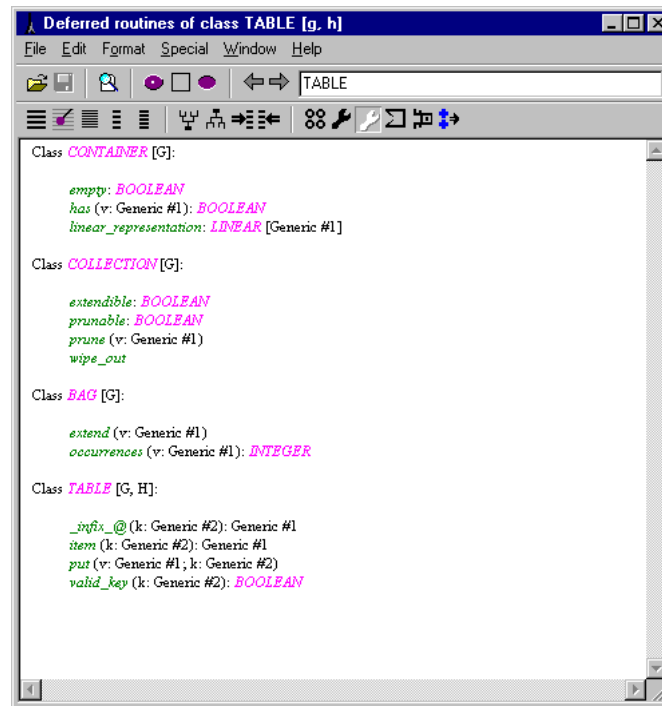 Deferred routines of class TABLE [g, h]
File Edit Format Special Window Help
TABLE
Class CONTAINER [G]:
empty: BOOLEAN
has (v: Generic #1): BOOLEAN
linear_representation: LINEAR [Generic #1]
Class COLLECTION [G]:
extendible: BOOLEAN
prunable: BOOLEAN
prune (v: Generic #1)
wipe_out
Class BAG [G]:
extend (v: Generic #1)
occurrences (v: Generic #1): INTEGER
Class TABLE [G, H]:
_infix_@ (k: Generic #2): Generic #1
item (k: Generic #2): Generic #1
put (v: Generic #1; k: Generic #2)
valid_key (k: Generic #2): BOOLEAN